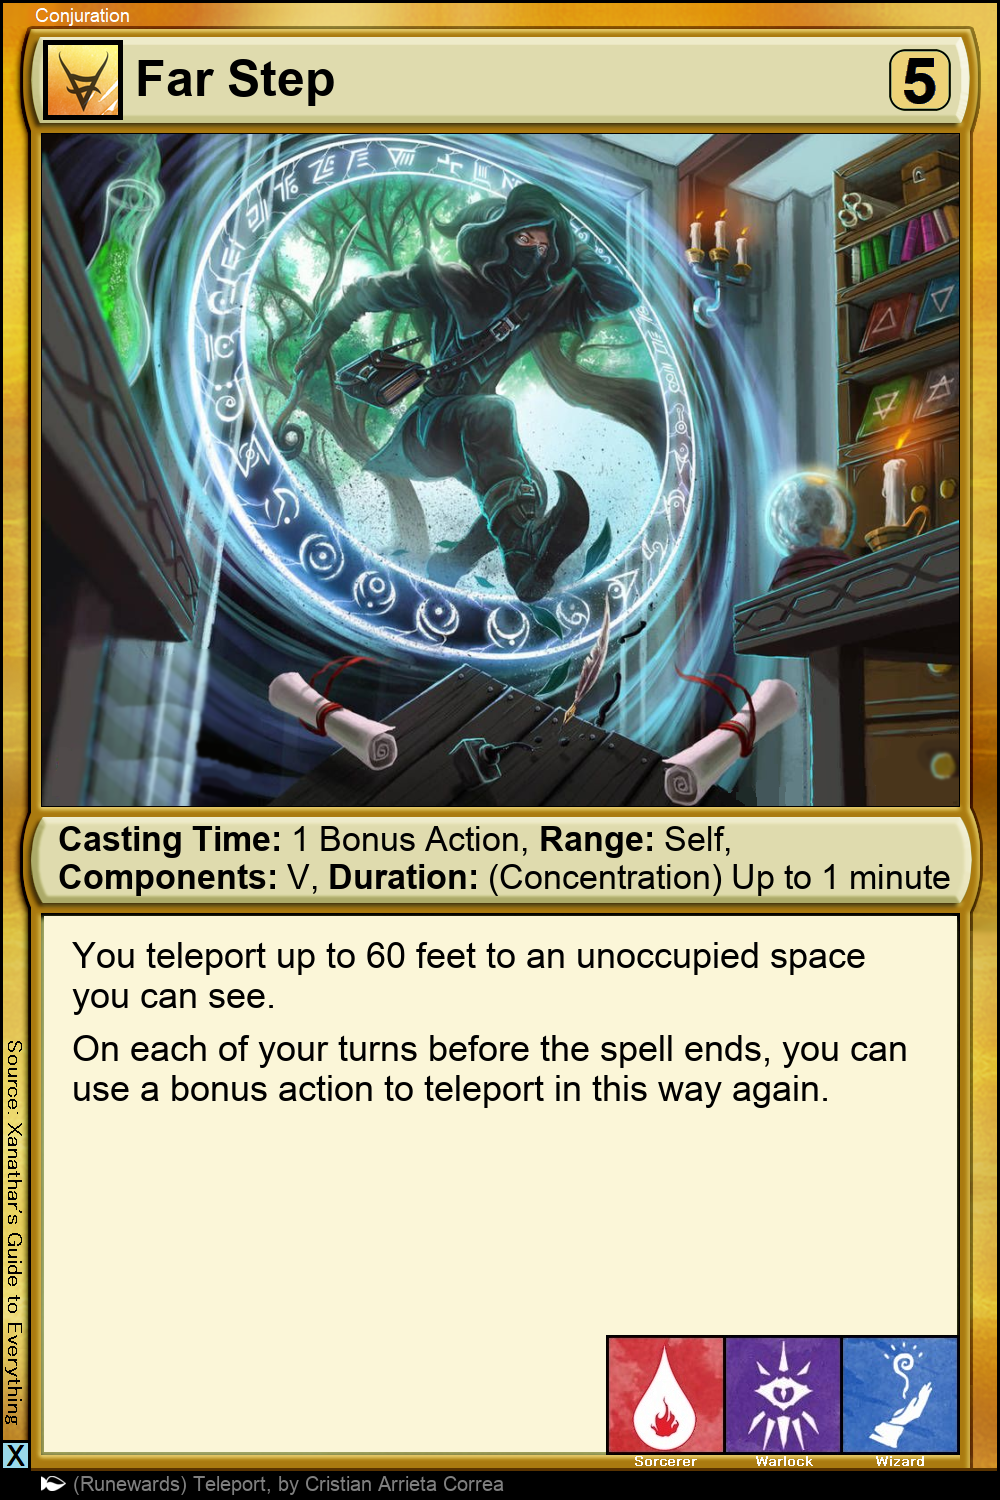 Conjuration
Far Step
5
Casting Time: 1 Bonus Action, Range: Self,
Components: V, Duration: (Concentration) Up to 1 minute
You teleport up to 60 feet to an unoccupied space
you can see.
On each of your turns before the spell ends, you can
use a bonus action to teleport in this way again.
Source: Xanathar's Guide to Everything
X
Sorcerer
Warlock
Wizard
(Runewards) Teleport, by Cristian Arrieta Correa